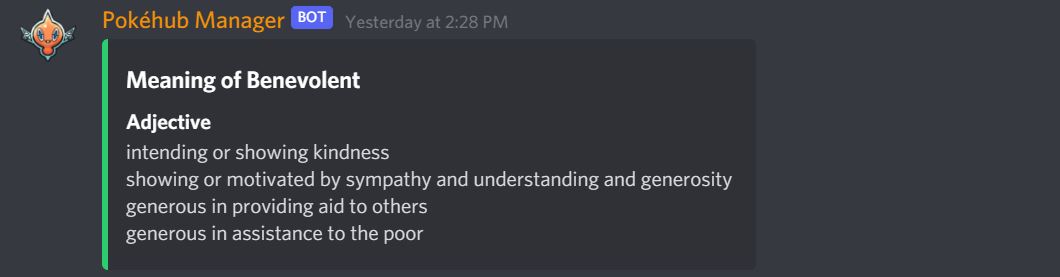 Pokéhub Manager BOT Yesterday at 2:28 PM
Meaning of Benevolent
Adjective
intending or showing kindness
showing or motivated by sympathy and understanding and generosity
generous in providing aid to others
generous in assistance to the poor